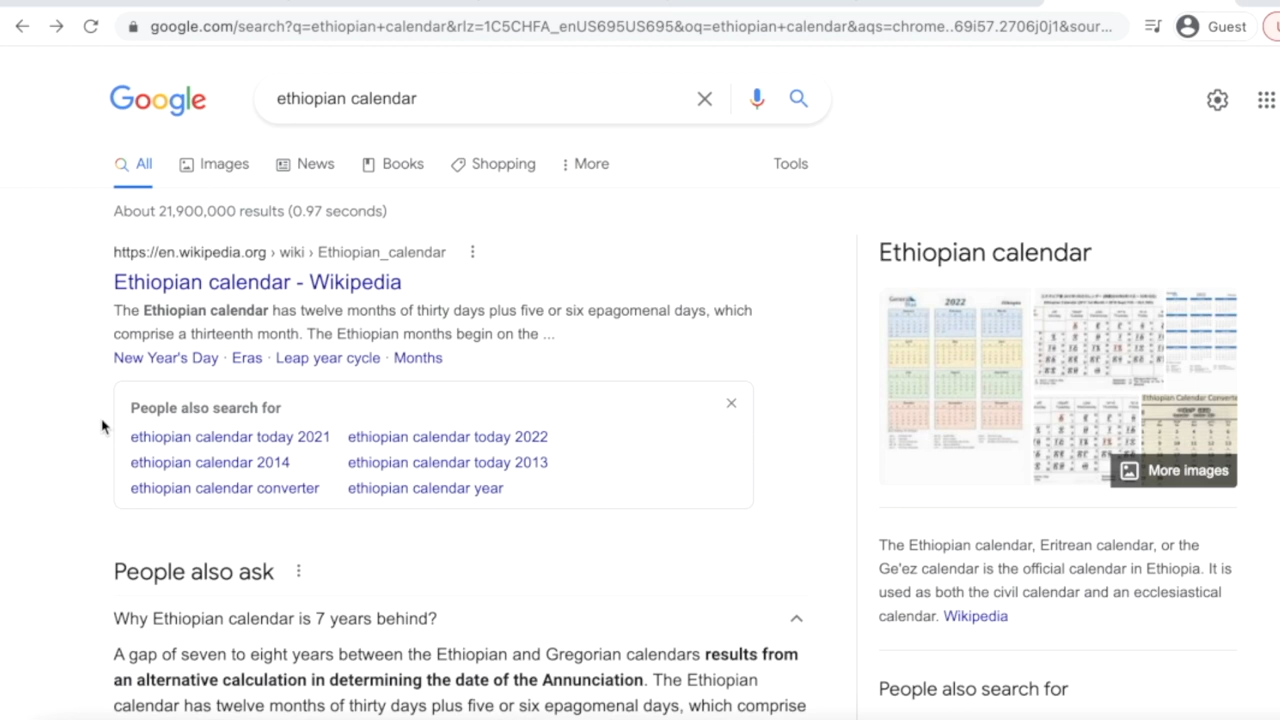 google.com/search?q=ethiopian+calendar&rlz=1C5CHFA_enUS695US695&oq=ethiopian+calendar&aqs=chrome..69i57.2706j0j1&sour...
Guest
Google
ethiopian calendar
All
Images
News
Books
Shopping
More
Tools
About 21,900,000 results (0.97 seconds)
https://en.wikipedia.org › wiki › Ethiopian_calendar
Ethiopian calendar - Wikipedia
The Ethiopian calendar has twelve months of thirty days plus five or six epagomenal days, which
comprise a thirteenth month. The Ethiopian months begin on the ...
New Year's Day · Eras · Leap year cycle · Months
People also search for
ethiopian calendar today 2021
ethiopian calendar today 2022
ethiopian calendar 2014
ethiopian calendar today 2013
ethiopian calendar converter
ethiopian calendar year
People also ask
Why Ethiopian calendar is 7 years behind?
A gap of seven to eight years between the Ethiopian and Gregorian calendars results from
an alternative calculation in determining the date of the Annunciation. The Ethiopian
calendar has twelve months of thirty days plus five or six epagomenal days, which comprise
Ethiopian calendar
2022
Ethiopia
Ethiopian Calendar Converte
More images
The Ethiopian calendar, Eritrean calendar, or the
Ge'ez calendar is the official calendar in Ethiopia. It is
used as both the civil calendar and an ecclesiastical
calendar. Wikipedia
People also search for